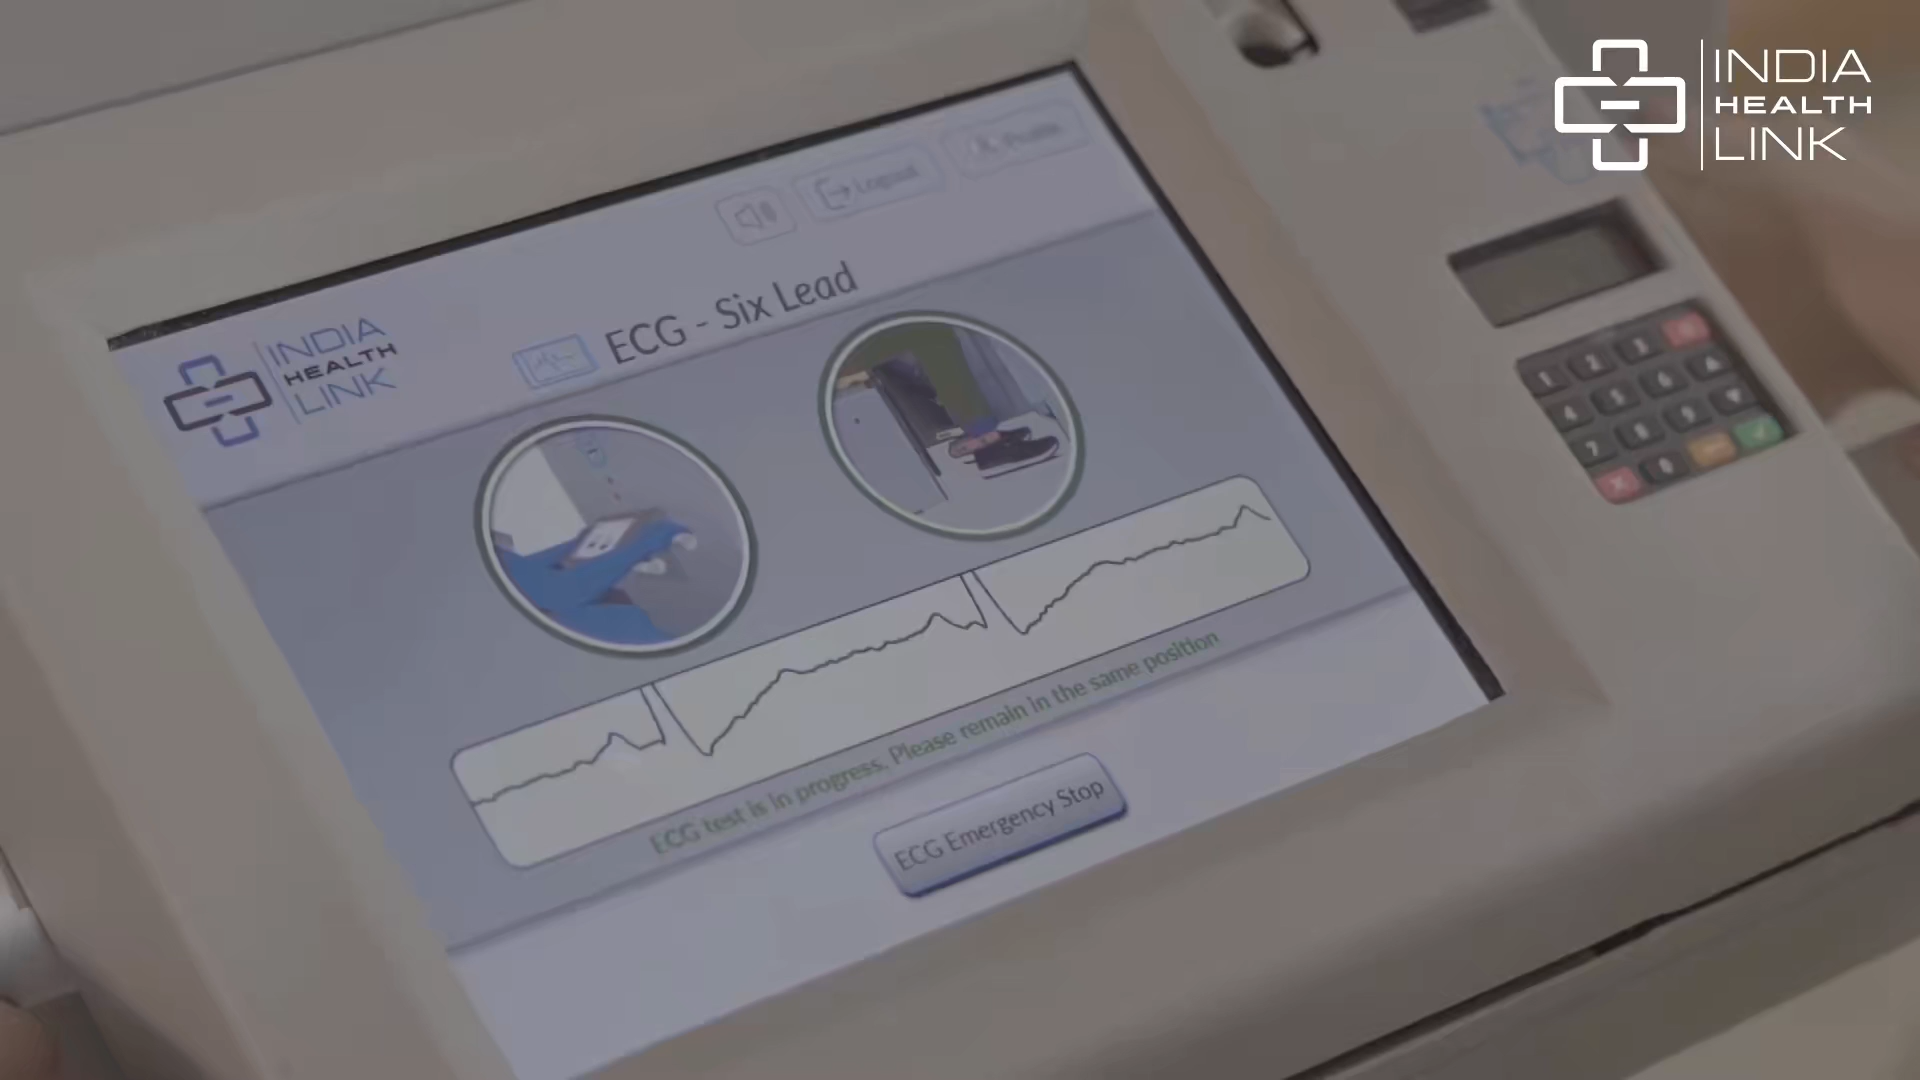 INDIA
HEALTH
LINK
Logout
Profile
INDIA
HEALTH
LINK
ECG - Six Lead
ECG test is in progress. Please remain in the same position
ECG Emergency Stop
1 2 3
4 5 6
7 8 9
0